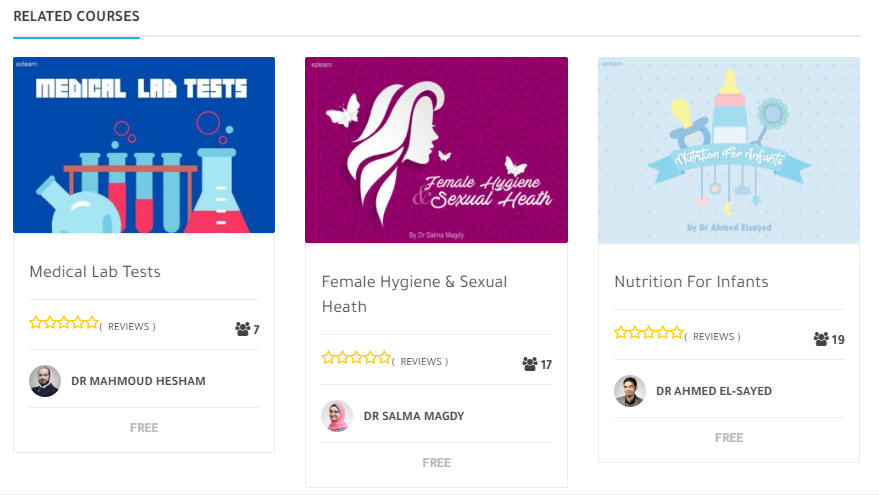 RELATED COURSES
ezlearn.
MEDICAL LAB TESTS
Medical Lab Tests
( REVIEWS )
7
DR MAHMOUD HESHAM
FREE
ezlearn.
Female Hygiene
& Sexual Heath
By Dr Salma Magdy
Female Hygiene & Sexual
Heath
( REVIEWS )
17
DR SALMA MAGDY
FREE
ezlearn
Nutrition For Infants
by Dr Ahmed Elsayed
Nutrition For Infants
( REVIEWS )
19
DR AHMED EL-SAYED
FREE